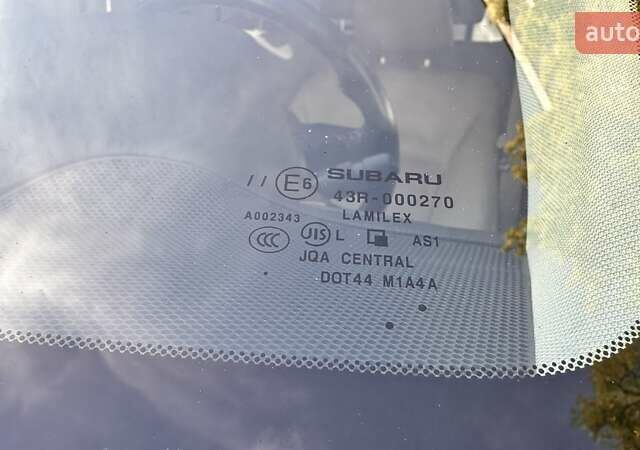 auto
SUBARU
// E6 43R-000270
A002343 LAMILEX
CCC JIS L AS1
JQA CENTRAL
DOT44 M1A4A